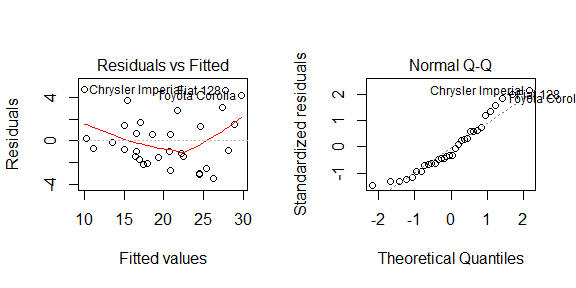 Residuals vs Fitted
Residuals
4
0
-4
Chrysler Imperial
Fiat 128
Toyota Corolla
10 15 20 25 30
Fitted values
Normal Q-Q
Standardized residuals
2
1
-1
Chrysler Imperial
Fiat 128
Toyota Corol
-2 -1 0 1 2
Theoretical Quantiles